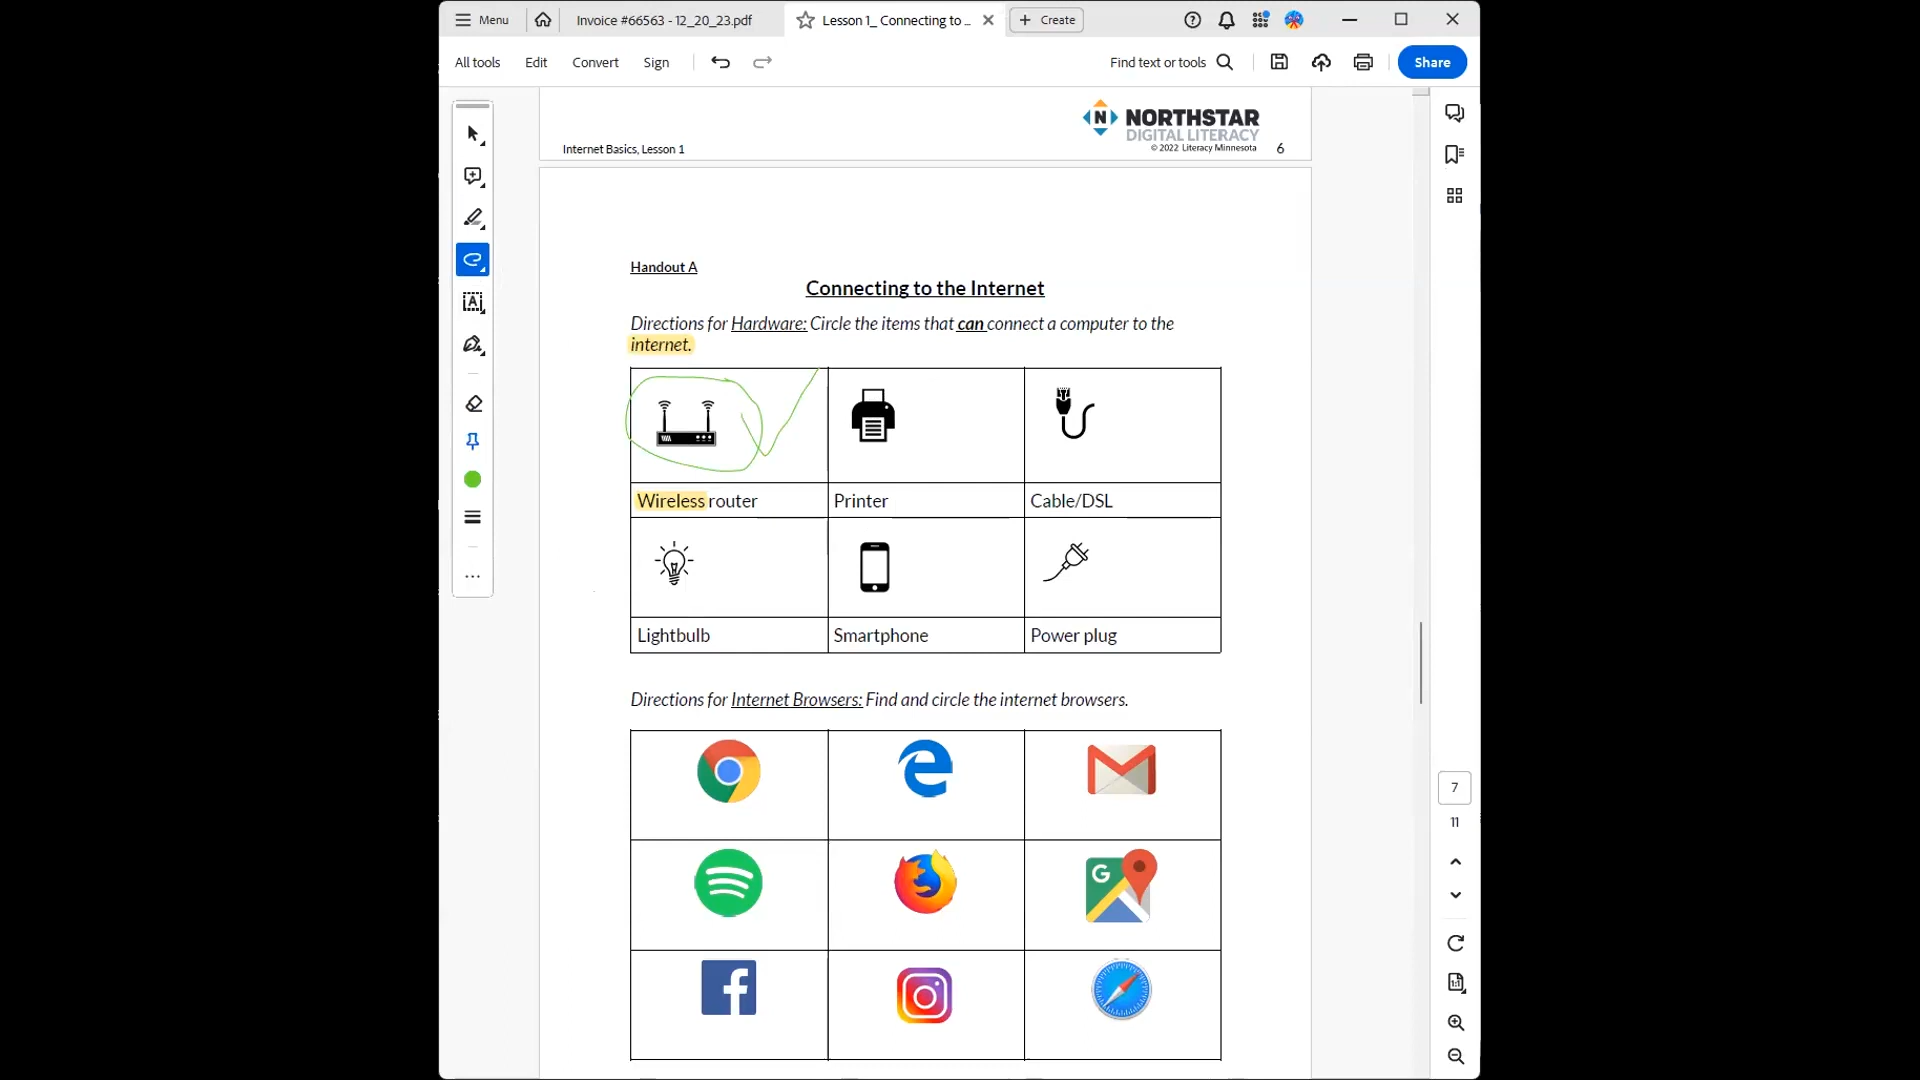 Menu
Invoice #66563 - 12_20_23.pdf
Lesson 1_ Connecting to ...
Create
All tools
Edit
Convert
Sign
Find text or tools
Share
N NORTHSTAR
DIGITAL LITERACY
© 2022 Literacy Minnesota
Internet Basics, Lesson 1
6
Handout A
Connecting to the Internet
Directions for Hardware: Circle the items that can connect a computer to the
internet.
Wireless router
Printer
Cable/DSL
Lightbulb
Smartphone
Power plug
Directions for Internet Browsers: Find and circle the internet browsers.
G
7
11